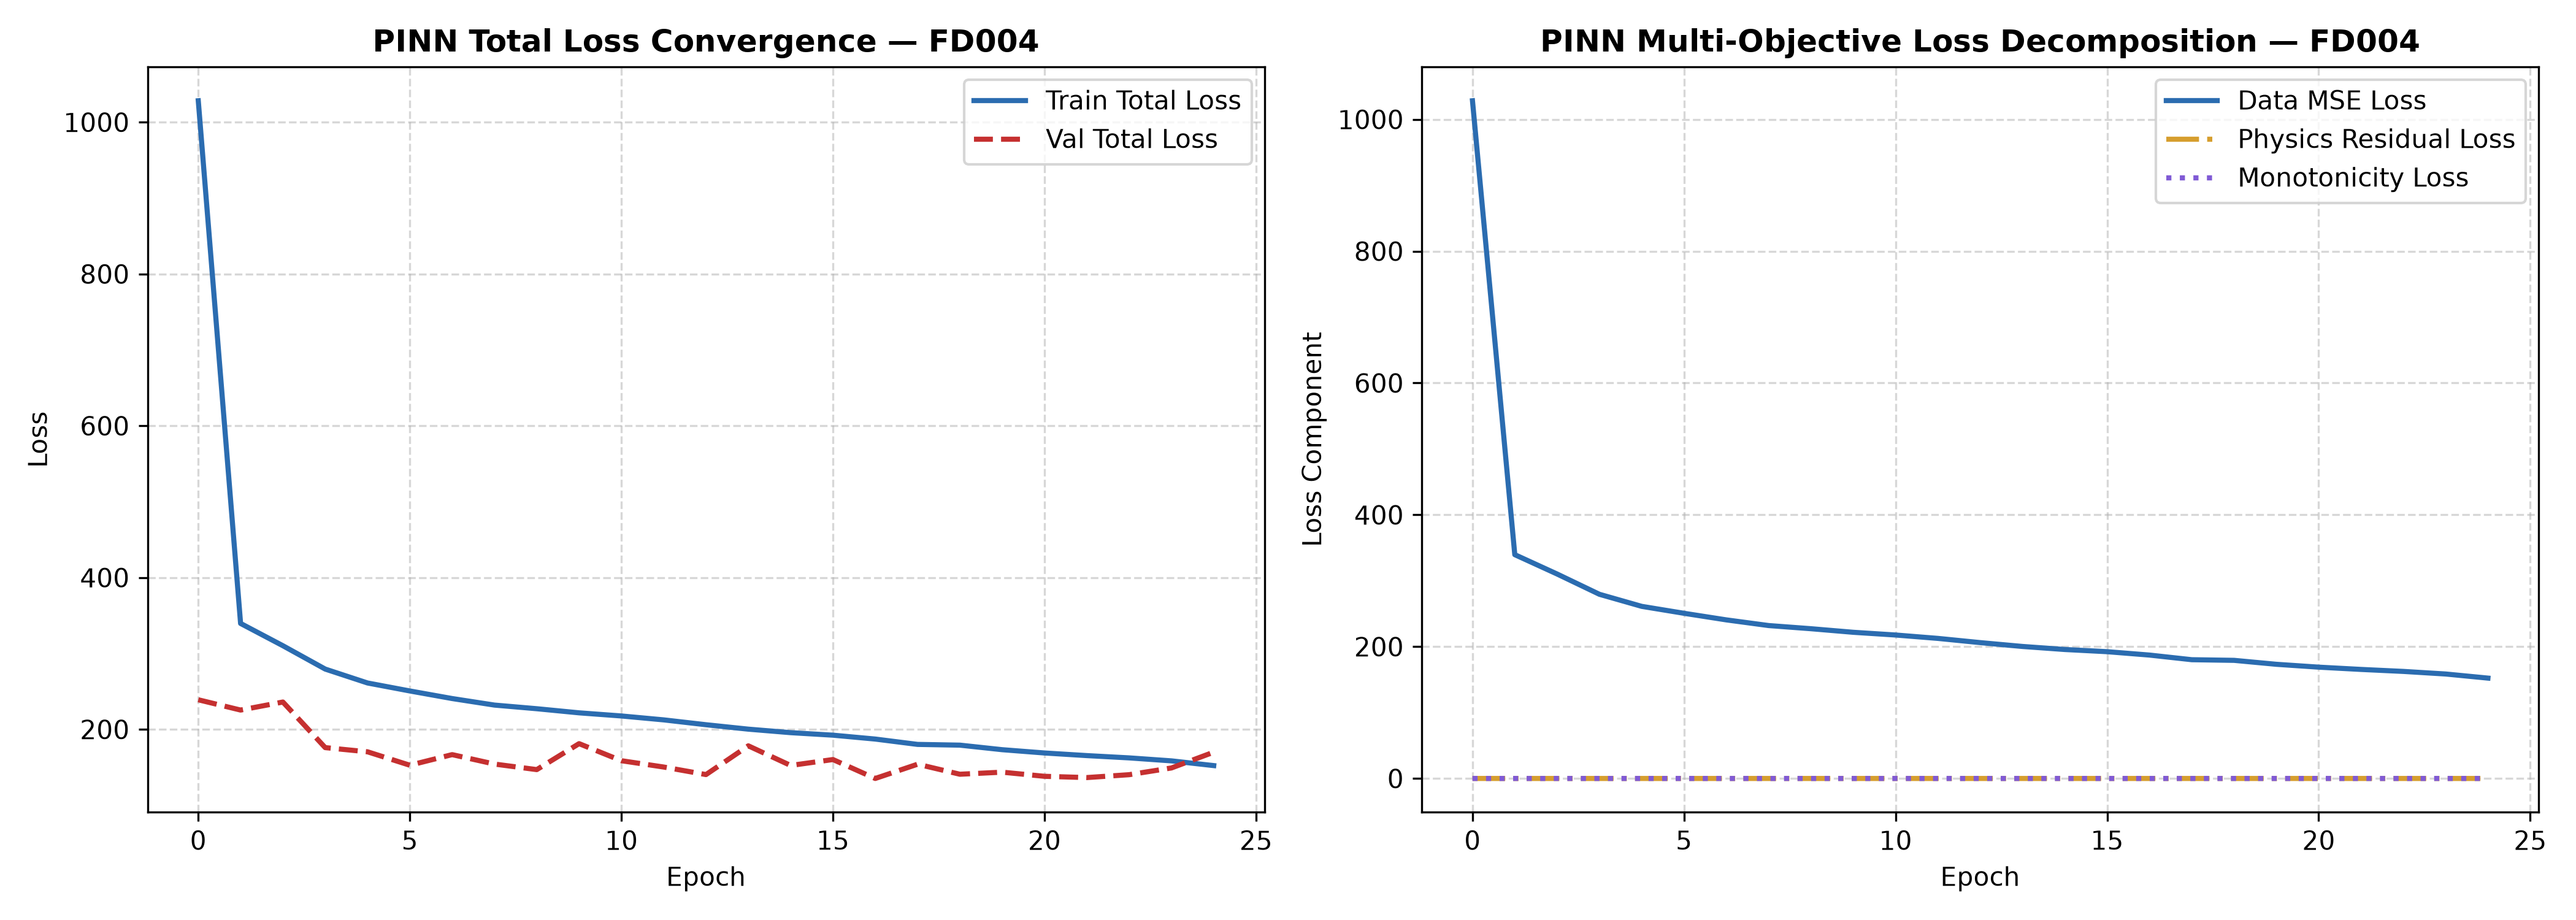 PINN Total Loss Convergence — FD004
Train Total Loss
Val Total Loss
Loss
1000
800
600
400
200
0 5 10 15 20 25
Epoch
PINN Multi-Objective Loss Decomposition — FD004
Data MSE Loss
Physics Residual Loss
Monotonicity Loss
Loss Component
1000
800
600
400
200
0
0 5 10 15 20 25
Epoch